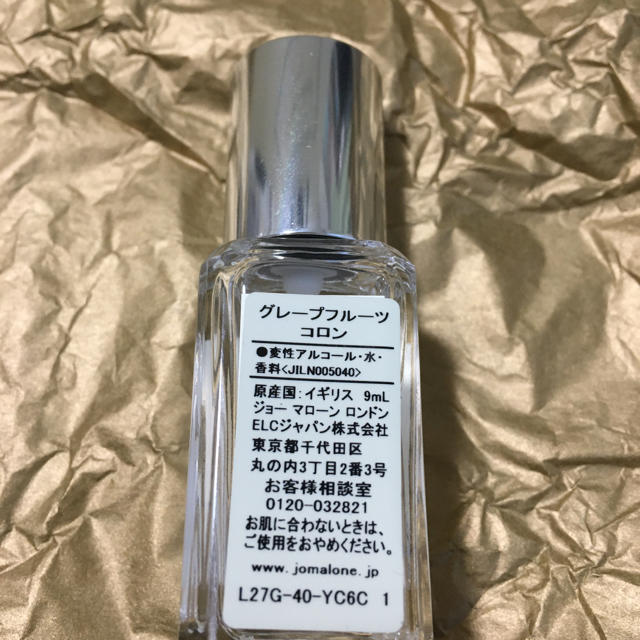 グレープフルーツ
コロン
●変性アルコール・水・
香料<JILN005040>
原産国:イギリス 9mL
ジョー マローン ロンドン
ELCジャパン株式会社
東京都千代田区
丸の内3丁目2番3号
お客様相談室
0120-032821
お肌に合わないときは、
ご使用をおやめください。
www.jomalone.jp
L27G-40-YC6C 1